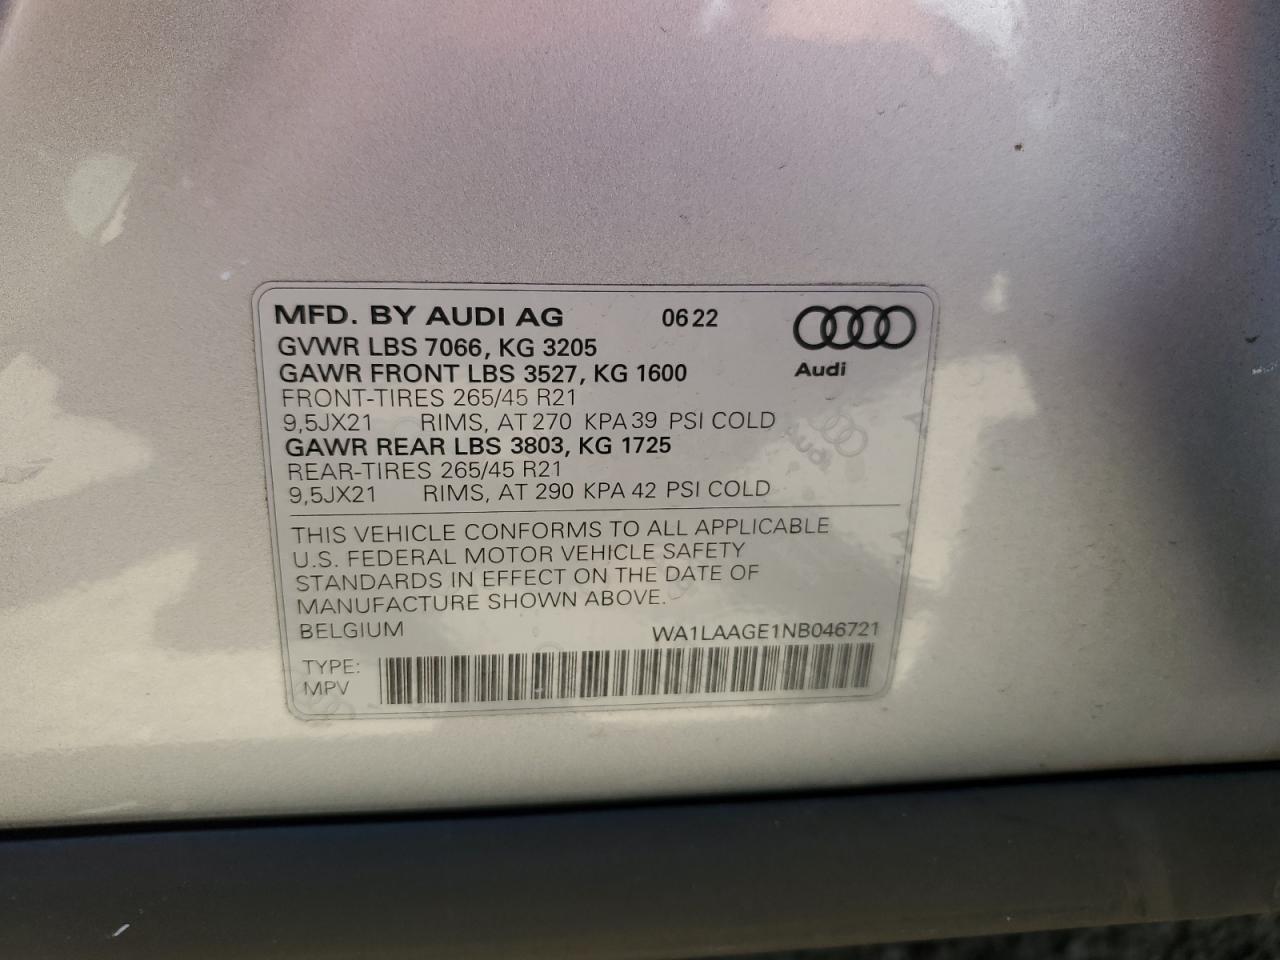 MFD. BY AUDI AG 0622
GVWR LBS 7066, KG 3205
GAWR FRONT LBS 3527, KG 1600
Audi
FRONT-TIRES 265/45 R21
9,5JX21 RIMS, AT 270 KPA 39 PSI COLD
GAWR REAR LBS 3803, KG 1725
Audi
REAR-TIRES 265/45 R21
9,5JX21 RIMS, AT 290 KPA 42 PSI COLD
THIS VEHICLE CONFORMS TO ALL APPLICABLE
U.S. FEDERAL MOTOR VEHICLE SAFETY
STANDARDS IN EFFECT ON THE DATE OF
MANUFACTURE SHOWN ABOVE.
BELGIUM WA1LAAGE1NB046721
TYPE:
MPV